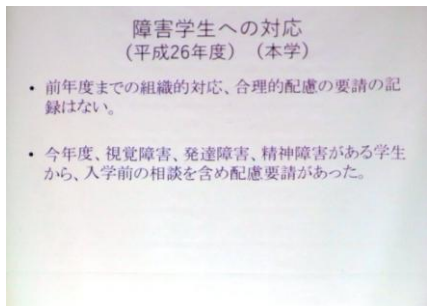 障害学生への対応
（平成26年度）（本学）
• 前年度までの組織的対応、合理的配慮の要請の記
録はない。
• 今年度、視覚障害、発達障害、精神障害がある学生
から、入学前の相談を含め配慮要請があった。